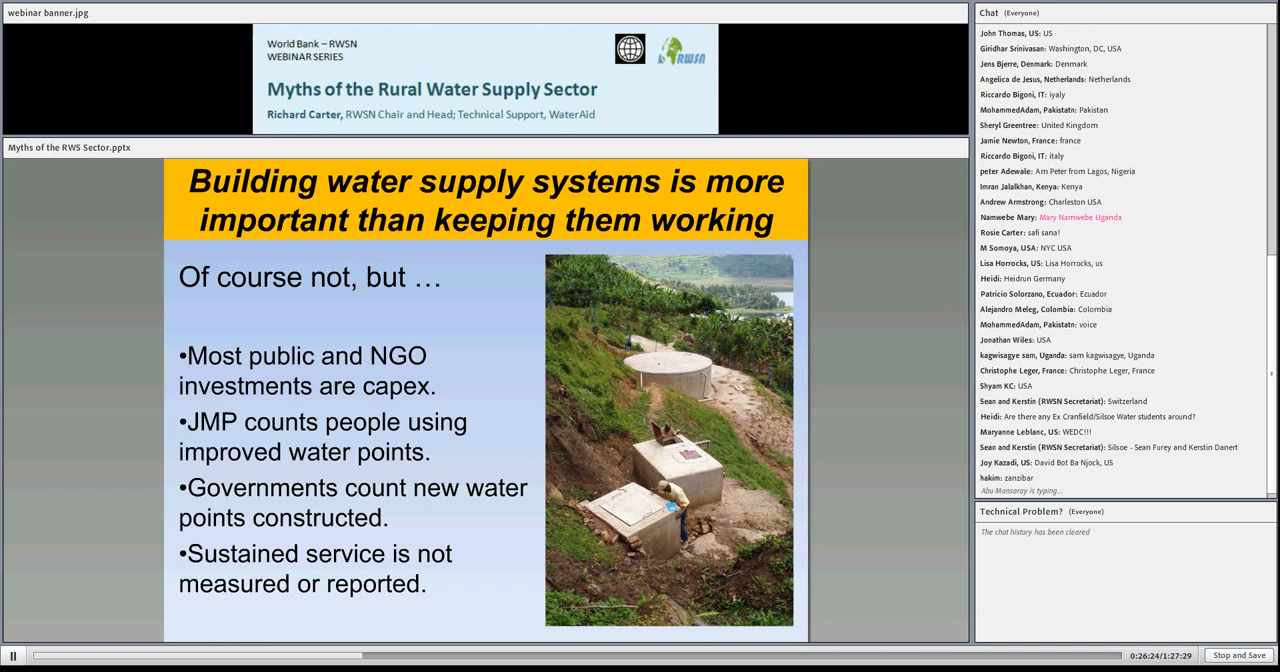 webinar banner.jpg
World Bank – RWSN
WEBINAR SERIES
RWSN
Myths of the Rural Water Supply Sector
Richard Carter, RWSN Chair and Head; Technical Support, WaterAid
Myths of the RWS Sector.pptx
Building water supply systems is more
important than keeping them working
Of course not, but …
•Most public and NGO
investments are capex.
•JMP counts people using
improved water points.
•Governments count new water
points constructed.
•Sustained service is not
measured or reported.
Chat (Everyone)
John Thomas, US: US
Giridhar Srinivasan: Washington, DC, USA
Jens Bjerre, Denmark: Denmark
Angelica de Jesus, Netherlands: Netherlands
Riccardo Bigoni, IT: iyaly
MohammedAdam, Pakistatn: Pakistan
Sheryl Greentree: United Kingdom
Jamie Newton, France: france
Riccardo Bigoni, IT: italy
peter Adewale: Am Peter from Lagos, Nigeria
Imran Jalalkhan, Kenya: Kenya
Andrew Armstrong: Charleston USA
Namwebe Mary: Mary Namwebe Uganda
Rosie Carter: safi sana!
M Somoya, USA: NYC USA
Lisa Horrocks, US: Lisa Horrocks, us
Heidi: Heidrun Germany
Patricio Solorzano, Ecuador: Ecuador
Alejandro Meleg, Colombia: Colombia
MohammedAdam, Pakistatn: voice
Jonathan Wiles: USA
kagwisagye sam, Uganda: sam kagwisagye, Uganda
Christophe Leger, France: Christophe Leger, France
Shyam KC: USA
Sean and Kerstin (RWSN Secretariat): Switzerland
Heidi: Are there any Ex Cranfield/Silsoe Water students around?
Maryanne Leblanc, US: WEDC!!!
Sean and Kerstin (RWSN Secretariat): Silsoe - Sean Furey and Kerstin Danert
Joy Kazadi, US: David Bot Ba Njock, US
hakim: zanzibar
Abu Mansaray is typing...
Technical Problem? (Everyone)
The chat history has been cleared
0:26:24/1:27:29
Stop and Save